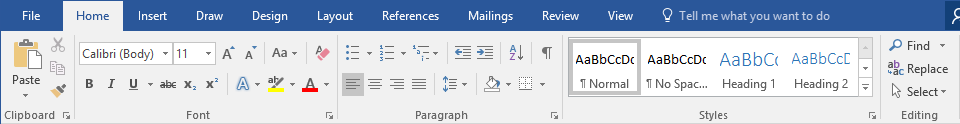 File Home Insert Draw Design Layout References Mailings Review View Tell me what you want to do
Calibri (Body) 11 A A Aa A A Z ¶ AaBbCcDc AaBbCcDc AaBbCc AaBbCcD Find
Paste B I U abc X₂ X² A ab A ¶ Normal ¶ No Spac... Heading 1 Heading 2 Replace
Select
Clipboard Font Paragraph Styles Editing